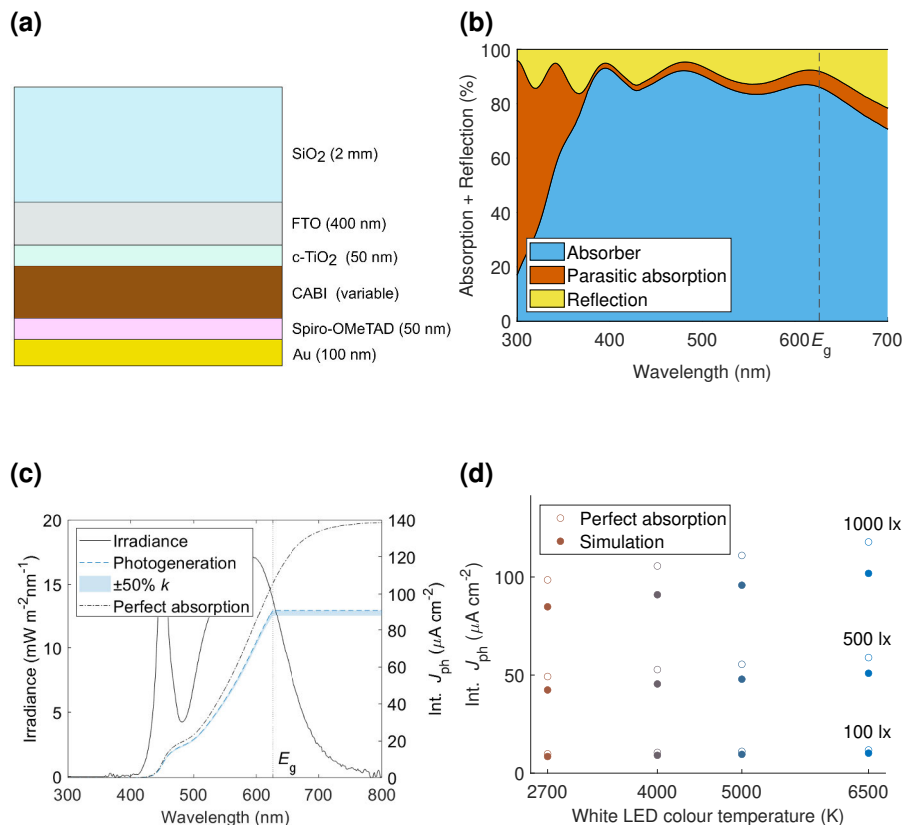 (a)
SiO2 (2 mm)
FTO (400 nm)
c-TiO2 (50 nm)
CABI (variable)
Spiro-OMeTAD (50 nm)
Au (100 nm)
(b)
Absorption + Reflection (%)
100
80
60
40
20
0
Absorber
Parasitic absorption
Reflection
300
400
500
600
Eg
700
Wavelength (nm)
(c)
Irradiance (mW m-2nm-1)
20
15
10
5
0
Irradiance
Photogeneration
±50% k
Perfect absorption
Eg
140
120
100
80
60
40
20
0
Int. Jph (μA cm-2)
300
400
500
600
700
800
Wavelength (nm)
(d)
Int. Jph (μA cm-2)
100
50
0
Perfect absorption
Simulation
1000 lx
500 lx
100 lx
2700
4000
5000
6500
White LED colour temperature (K)